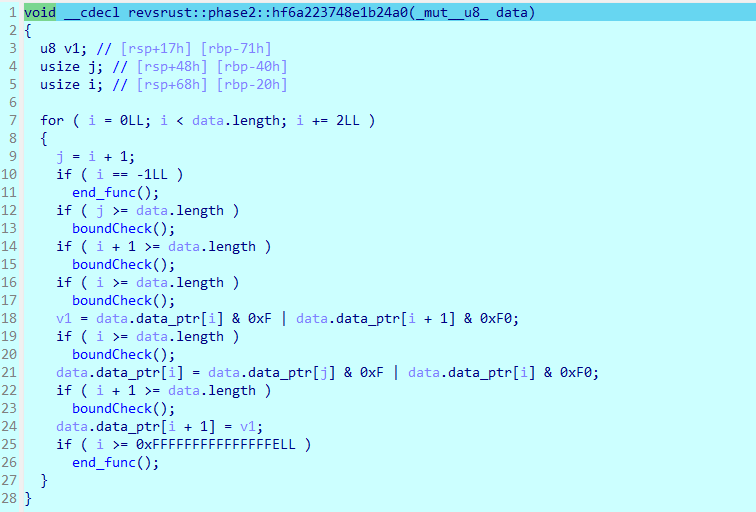 1 void __cdecl revsrust::phase2::hf6a223748e1b24a0(_mut__u8_ data)
2 {
3   u8 v1; // [rsp+17h] [rbp-71h]
4   usize j; // [rsp+48h] [rbp-40h]
5   usize i; // [rsp+68h] [rbp-20h]
6
7   for ( i = 0LL; i < data.length; i += 2LL )
8   {
9     j = i + 1;
10     if ( i == -1LL )
11       end_func();
12     if ( j >= data.length )
13       boundCheck();
14     if ( i + 1 >= data.length )
15       boundCheck();
16     if ( i >= data.length )
17       boundCheck();
18     v1 = data.data_ptr[i] & 0xF | data.data_ptr[i + 1] & 0xF0;
19     if ( i >= data.length )
20       boundCheck();
21     data.data_ptr[i] = data.data_ptr[j] & 0xF | data.data_ptr[i] & 0xF0;
22     if ( i + 1 >= data.length )
23       boundCheck();
24     data.data_ptr[i + 1] = v1;
25     if ( i >= 0xFFFFFFFFFFFFFFFELL )
26       end_func();
27   }
28 }